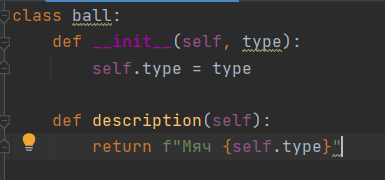 class ball:
    def __init__(self, type):
        self.type = type
    def description(self):
        return f"Мяч {self.type}"